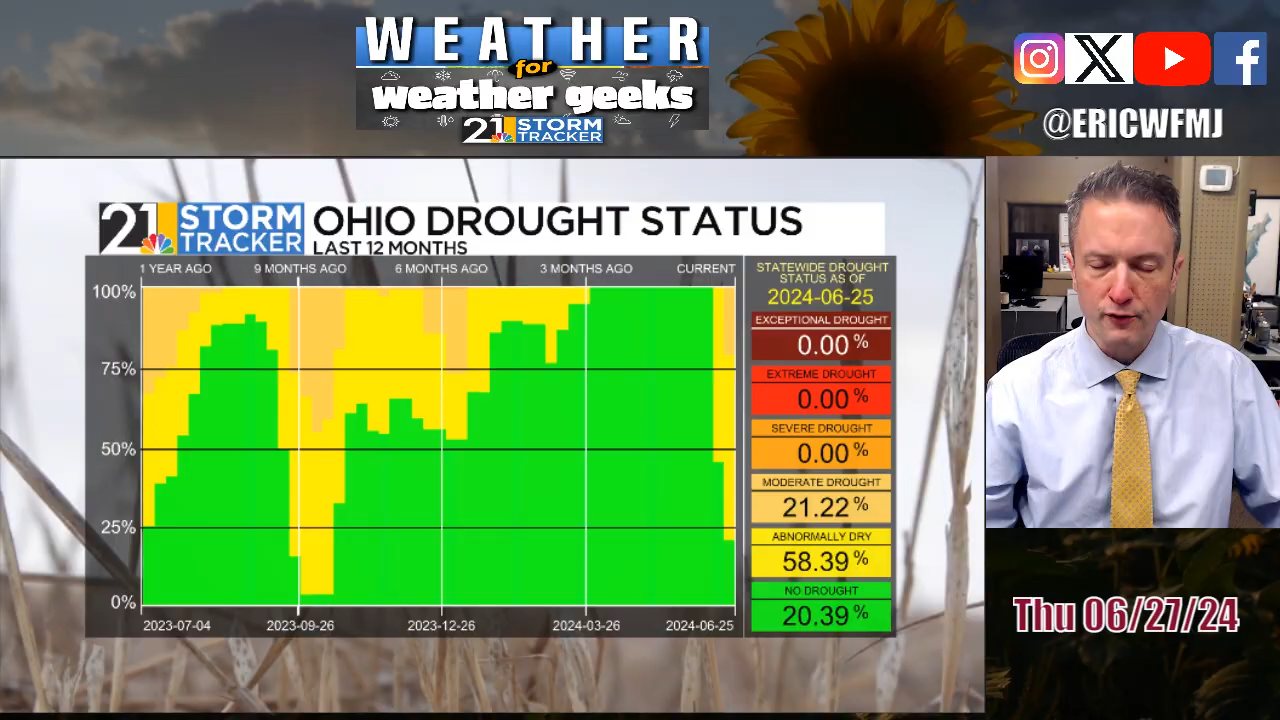 WEATHER
for
weather geeks
21 STORM TRACKER
@ERICWFMJ
21 STORM TRACKER
OHIO DROUGHT STATUS
LAST 12 MONTHS
1 YEAR AGO 9 MONTHS AGO 6 MONTHS AGO 3 MONTHS AGO CURRENT
100%
75%
50%
25%
0%
2023-07-04 2023-09-26 2023-12-26 2024-03-26 2024-06-25
STATEWIDE DROUGHT
STATUS AS OF
2024-06-25
EXCEPTIONAL DROUGHT
0.00 %
EXTREME DROUGHT
0.00 %
SEVERE DROUGHT
0.00 %
MODERATE DROUGHT
21.22 %
ABNORMALLY DRY
58.39 %
NO DROUGHT
20.39 %
Thu 06/27/24